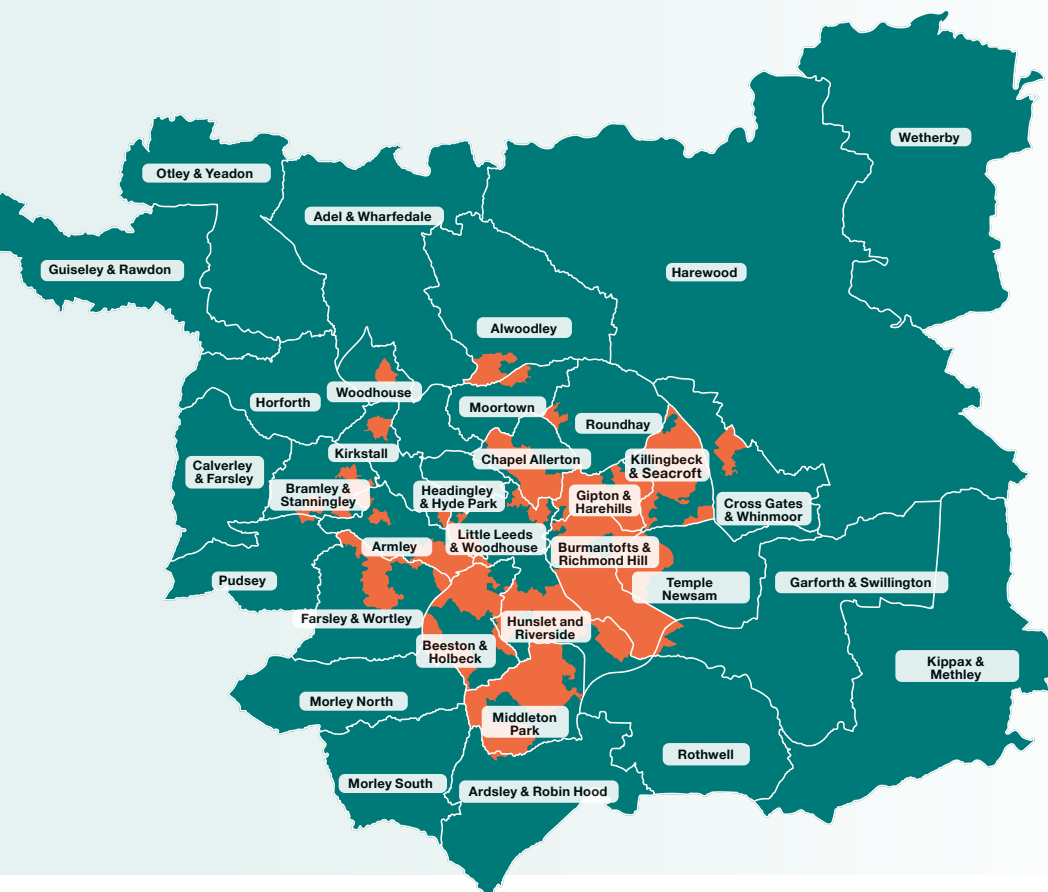 Wetherby
Otley & Yeadon
Adel & Wharfedale
Guiseley & Rawdon
Harewood
Alwoodley
Woodhouse
Horforth
Moortown
Roundhay
Kirkstall
Chapel Allerton
Killingbeck
& Seacroft
Calverley
& Farsley
Bramley &
Stanningley
Headingley
& Hyde Park
Gipton &
Harehills
Cross Gates
& Whinmoor
Little Leeds
& Woodhouse
Armley
Burmantofts &
Richmond Hill
Pudsey
Temple
Newsam
Garforth & Swillington
Farsley & Wortley
Hunslet and
Riverside
Beeston &
Holbeck
Kippax &
Methley
Morley North
Middleton
Park
Rothwell
Morley South
Ardsley & Robin Hood